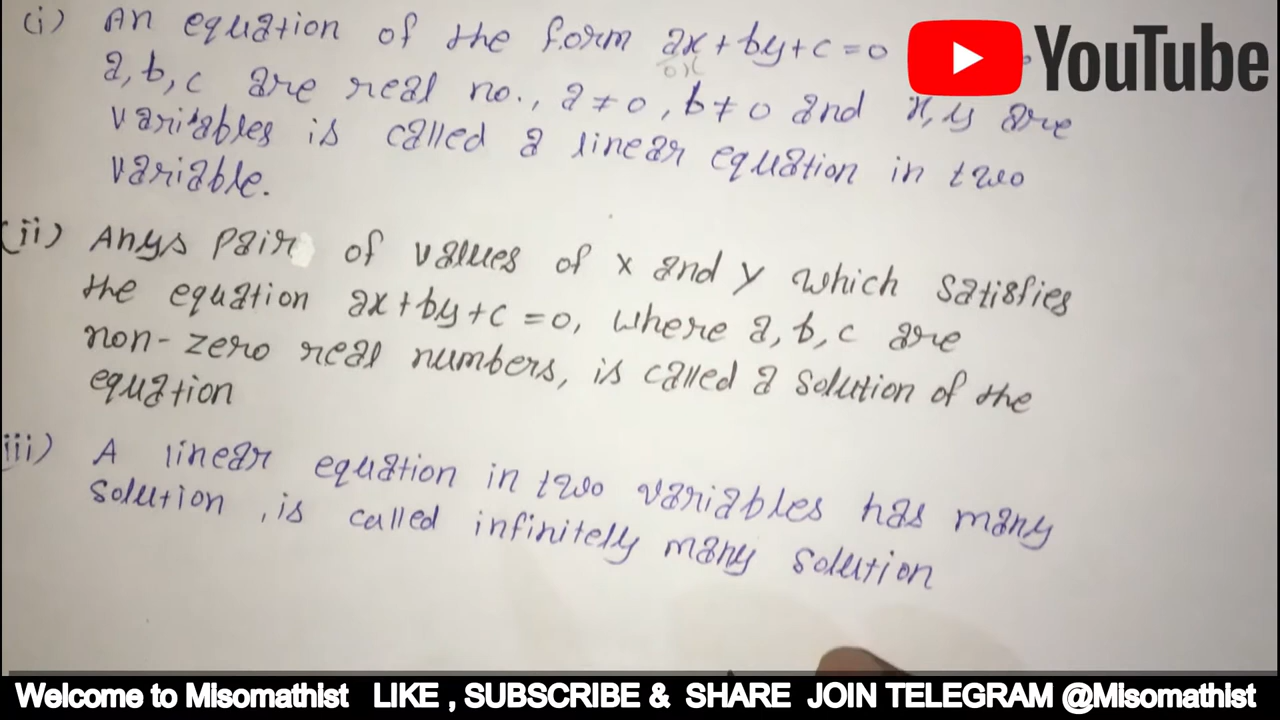 (i) An equation of the form ax + by + c = 0
YouTube
a, b, c are real no., a ≠ 0, b ≠ 0 and x, y are
variables is called a linear equation in two
variable.
(ii) Anys pair of values of x and y which satisfies
the equation ax + by + c = 0, where a, b, c are
non-zero real numbers, is called a solution of the
equation
iii) A linear equation in two variables has many
solution, is called infinitely many solution
Welcome to Misomathist LIKE , SUBSCRIBE & SHARE JOIN TELEGRAM @Misomathist